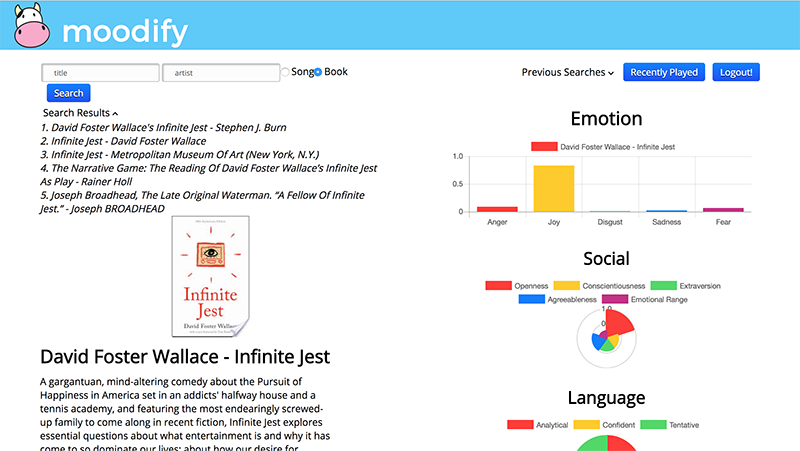 moodify
title artist Song Book
Search
Previous Searches Recently Played Logout!
Search Results
1. David Foster Wallace's Infinite Jest - Stephen J. Burn
2. Infinite Jest - David Foster Wallace
3. Infinite Jest - Metropolitan Museum Of Art (New York, N.Y.)
4. The Narrative Game: The Reading Of David Foster Wallace's Infinite Jest
As Play - Rainer Holl
5. Joseph Broadhead, The Late Original Waterman. “A Fellow Of Infinite
Jest.” - Joseph BROADHEAD
Infinite
Jest
David Foster Wallace
David Foster Wallace - Infinite Jest
A gargantuan, mind-altering comedy about the Pursuit of
Happiness in America set in an addicts' halfway house and a
tennis academy, and featuring the most endearingly screwed-
up family to come along in recent fiction, Infinite Jest explores
essential questions about what entertainment is and why it has
come to so dominate our lives; about how our desire for
Emotion
David Foster Wallace - Infinite Jest
1.0
0.5
0
Anger Joy Disgust Sadness Fear
Social
Openness Conscientiousness Extraversion
Agreeableness Emotional Range
1.0
0
Language
Analytical Confident Tentative